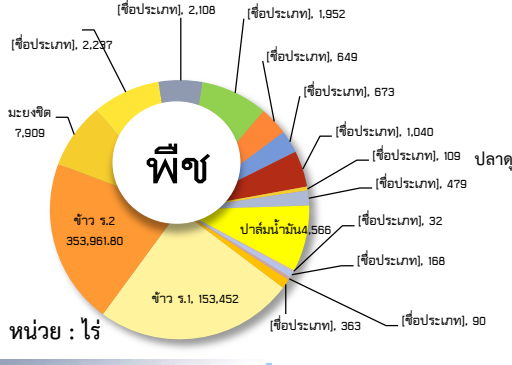 [ชื่อประเภท], 2,108
[ชื่อประเภท], 1,952
[ชื่อประเภท], 2,237
[ชื่อประเภท], 649
[ชื่อประเภท], 673
มะยงชิด
7,909
[ชื่อประเภท], 1,040
พืช
[ชื่อประเภท], 109
ปลาดุ
[ชื่อประเภท], 479
ข้าว ร.2
353,961.80
ปาล์มน้ำมัน4,566
[ชื่อประเภท], 32
[ชื่อประเภท], 168
ข้าว ร.1, 153,452
[ชื่อประเภท], 363
[ชื่อประเภท], 90
หน่วย : ไร่